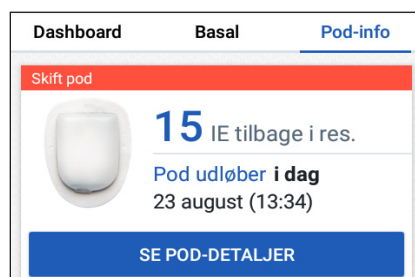 Dashboard Basal Pod-info
Skift pod
15 IE tilbage i res.
Pod udløber i dag
23 august (13:34)
SE POD-DETALJER